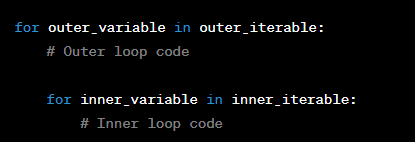 for outer_variable in outer_iterable:
    # Outer loop code
    for inner_variable in inner_iterable:
        # Inner loop code